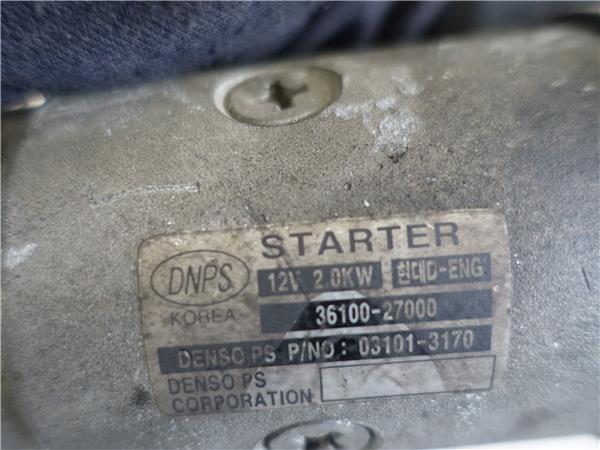 STARTER
DNPS
12V 2.0KW 현대D-ENG
KOREA
36100-27000
DENSO PS P/NO: 03101-3170
DENSO PS
CORPORATION